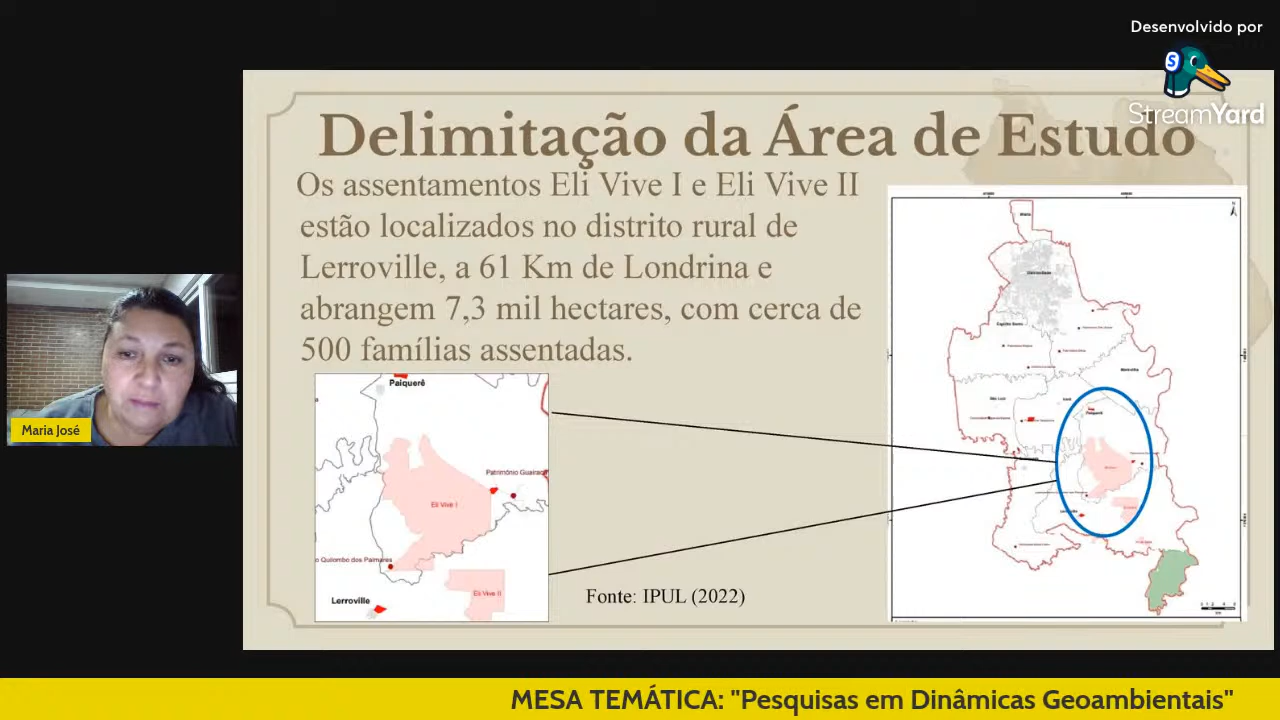 Desenvolvido por
StreamYard
Delimitação da Área de Estudo
Os assentamentos Eli Vive I e Eli Vive II
estão localizados no distrito rural de
Lerroville, a 61 Km de Londrina e
abrangem 7,3 mil hectares, com cerca de
500 famílias assentadas.
Paiquerê
Patrimônio Guairacá
Eli Vive I
o Quilombo dos Palmares
Eli Vive II
Lerroville
Fonte: IPUL (2022)
Paiquerê
Maria José
MESA TEMÁTICA: "Pesquisas em Dinâmicas Geoambientais"